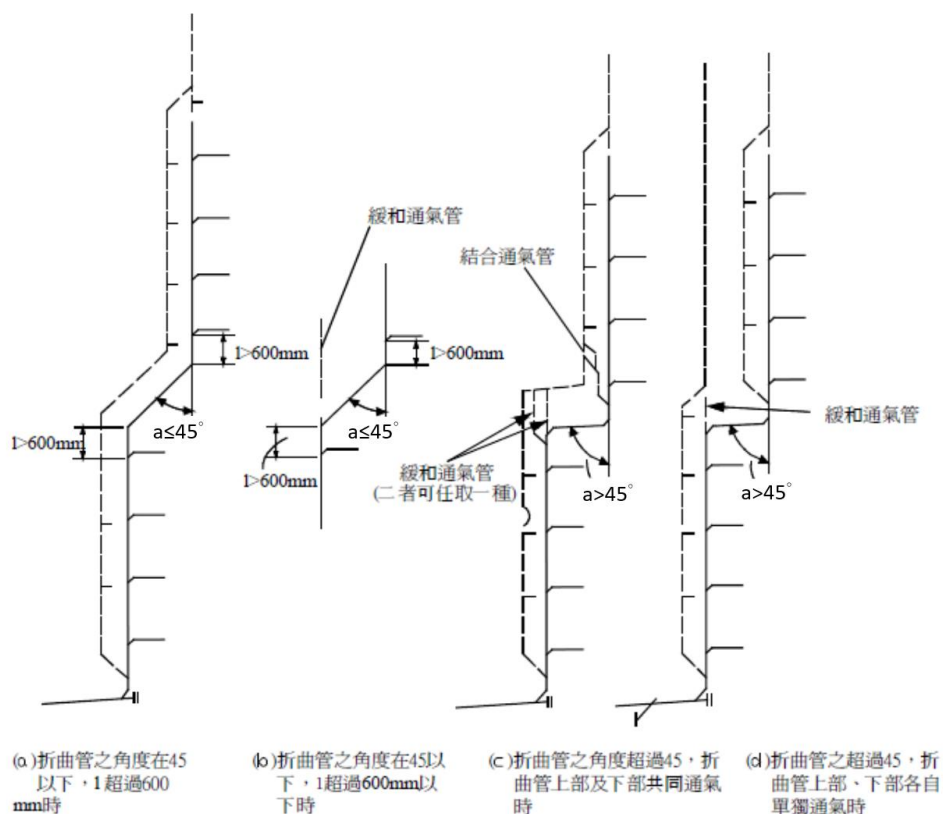 緩和通氣管
結合通氣管
l>600mm
l>600mm
a≤45°
l>600mm
a≤45°
l>600mm
緩和通氣管
(二者可任取一種)
a>45°
緩和通氣管
a>45°
(a)折曲管之角度在45
以下，l超過600
mm時
(b)折曲管之角度在45以
下，l超過600mm以
下時
(c)折曲管之角度超過45，折
曲管上部及下部共同通氣
時
(d)折曲管之超過45，折
曲管上部、下部各自
單獨通氣時